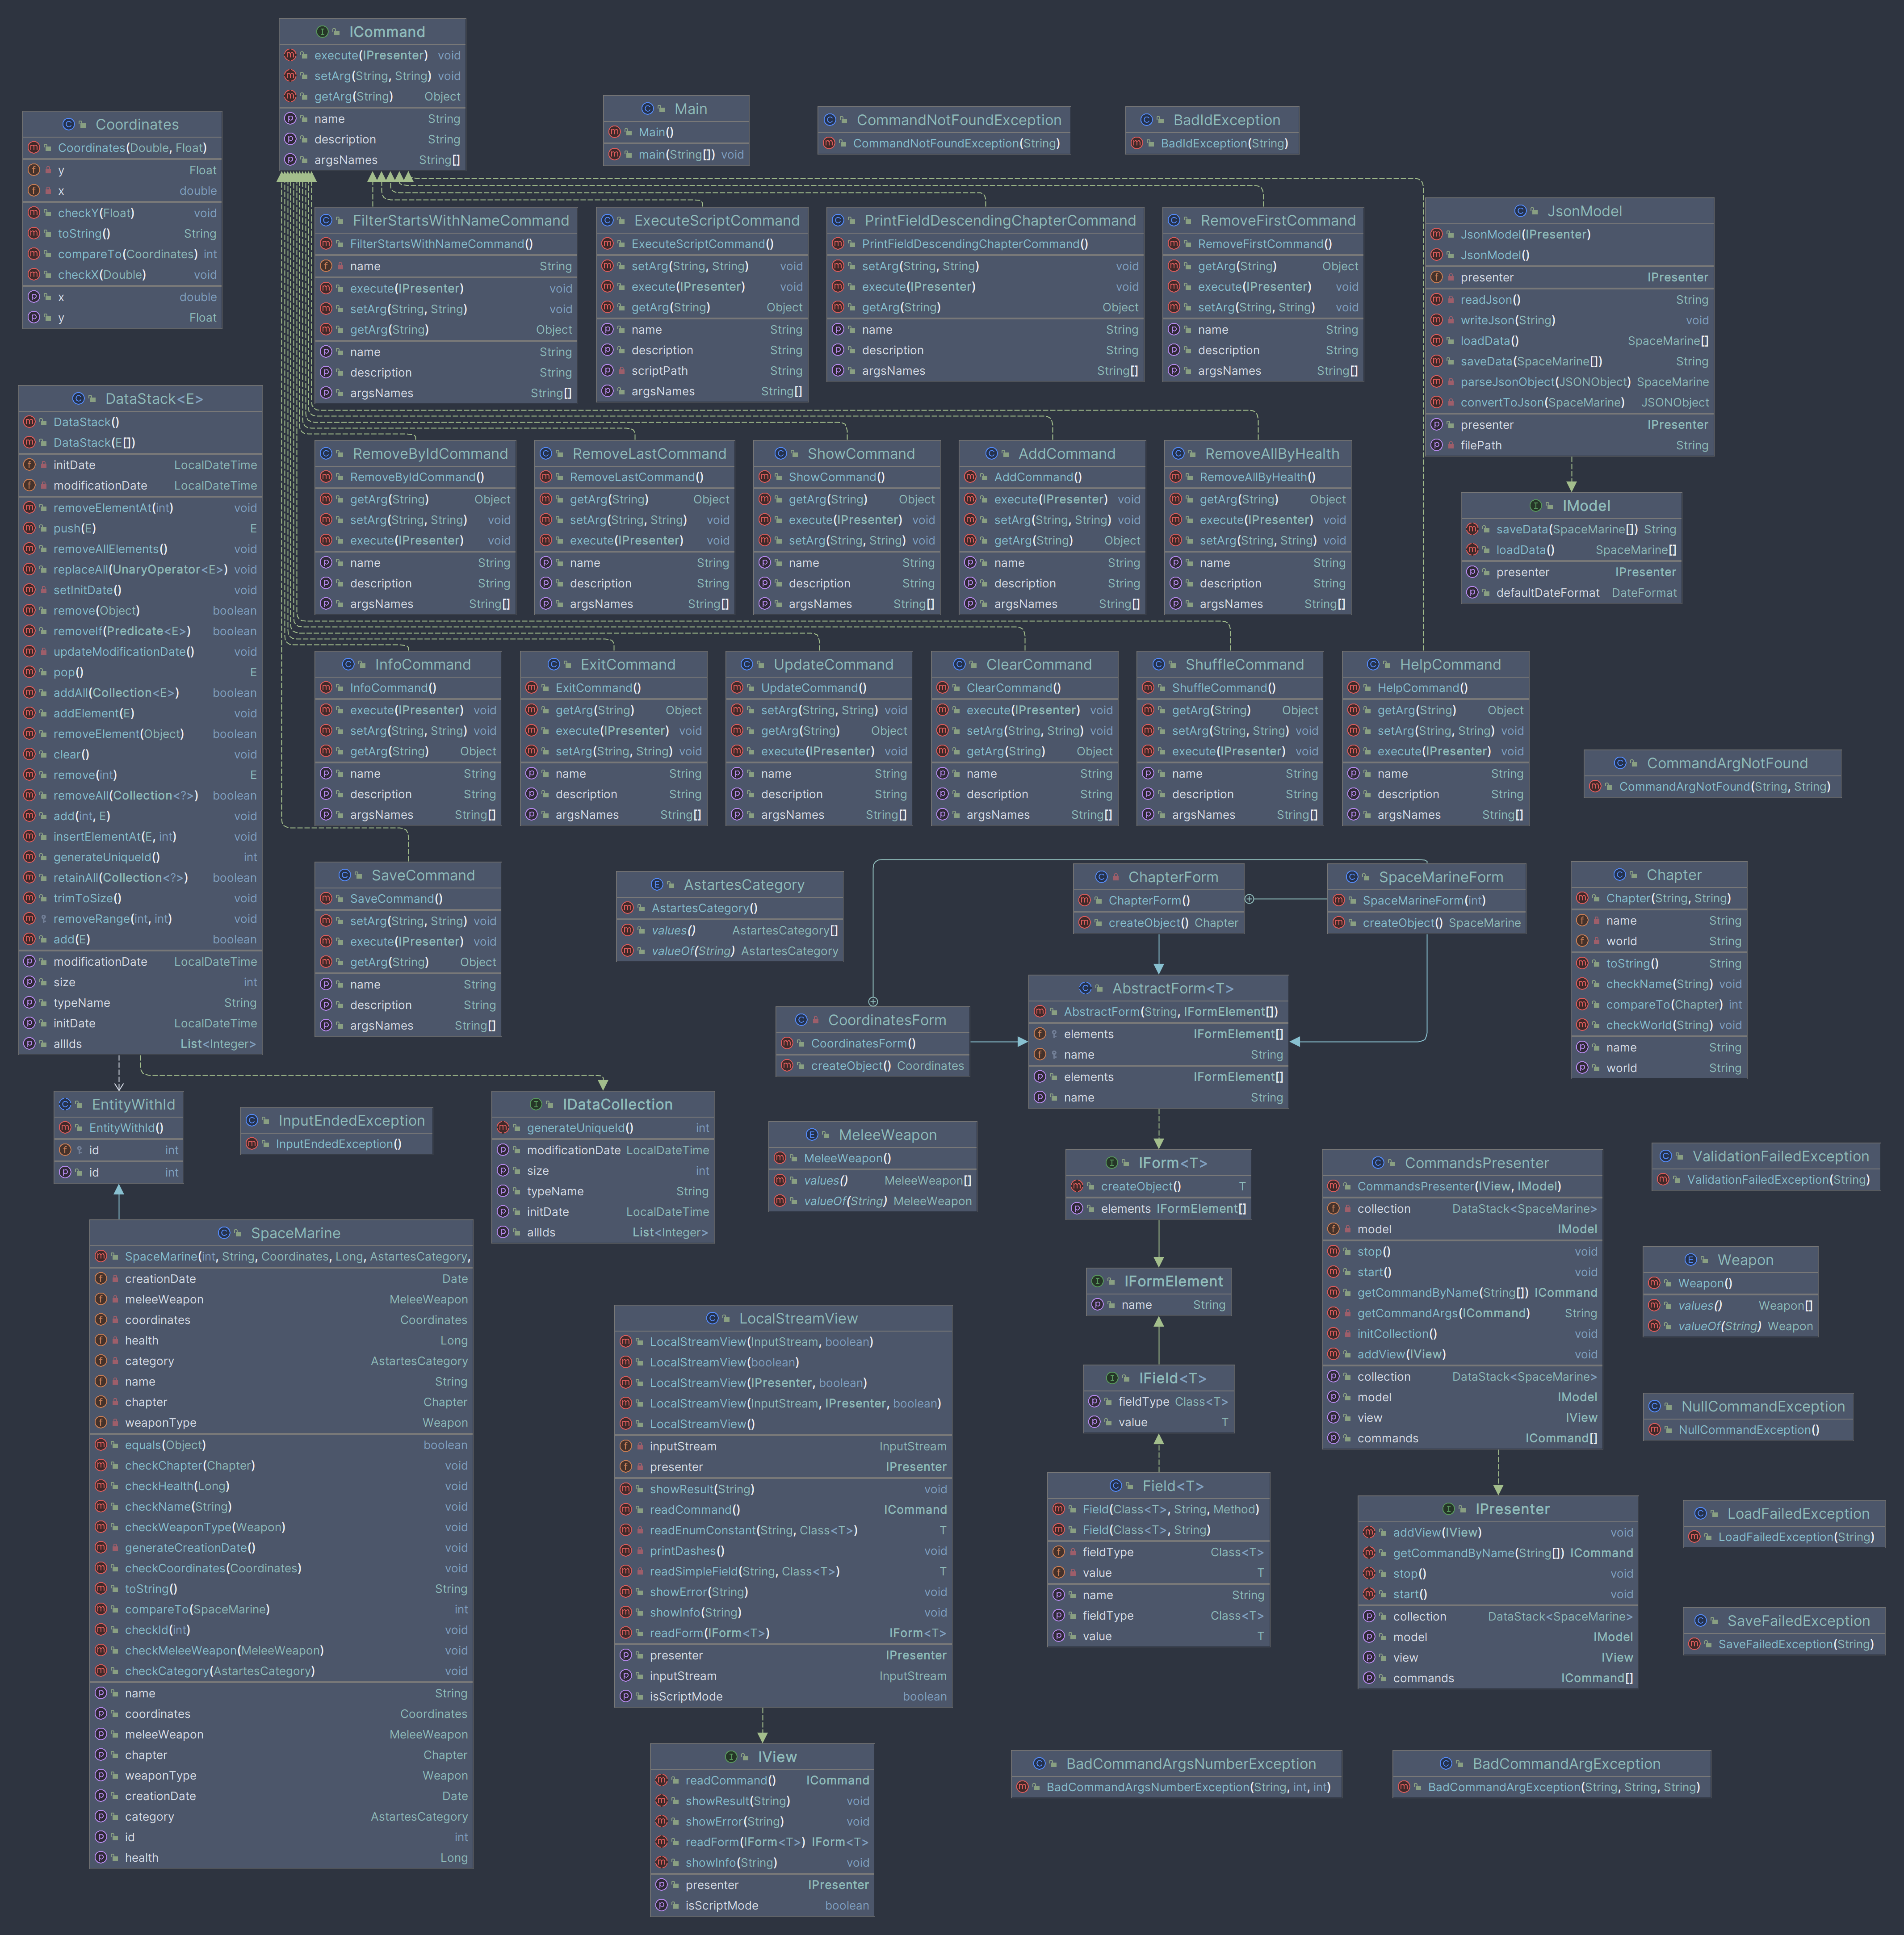 ICommand
execute(IPresenter) void
setArg(String, String) void
getArg(String) Object
name String
description String
argsNames String[]
Main
Main()
main(String[]) void
CommandNotFoundException
CommandNotFoundException(String)
BadIdException
BadIdException(String)
Coordinates
Coordinates(Double, Float)
y Float
x double
checkY(Float) void
toString() String
compareTo(Coordinates) int
checkX(Double) void
x double
y Float
FilterStartsWithNameCommand
FilterStartsWithNameCommand()
name String
execute(IPresenter) void
setArg(String, String) void
getArg(String) Object
name String
description String
argsNames String[]
ExecuteScriptCommand
ExecuteScriptCommand()
setArg(String, String) void
execute(IPresenter) void
getArg(String) Object
name String
description String
scriptPath String
argsNames String[]
PrintFieldDescendingChapterCommand
PrintFieldDescendingChapterCommand()
setArg(String, String) void
execute(IPresenter) void
getArg(String) Object
name String
description String
argsNames String[]
RemoveFirstCommand
RemoveFirstCommand()
getArg(String) Object
execute(IPresenter) void
setArg(String, String) void
name String
description String
argsNames String[]
JsonModel
JsonModel(IPresenter)
JsonModel()
presenter IPresenter
readJson() String
writeJson(String) void
loadData() SpaceMarine[]
saveData(SpaceMarine[]) String
parseJsonObject(JSONObject) SpaceMarine
convertToJson(SpaceMarine) JSONObject
presenter IPresenter
filePath String
DataStack<E>
DataStack()
DataStack(E[])
initDate LocalDateTime
modificationDate LocalDateTime
removeElementAt(int) void
push(E) E
removeAllElements() void
replaceAll(UnaryOperator<E>) void
setInitDate() void
remove(Object) boolean
removeIf(Predicate<E>) boolean
updateModificationDate() void
pop() E
addAll(Collection<E>) boolean
addElement(E) void
removeElement(Object) boolean
clear() void
remove(int) E
removeAll(Collection<?>) boolean
add(int, E) void
insertElementAt(E, int) void
generateUniqueId() int
retainAll(Collection<?>) boolean
trimToSize() void
removeRange(int, int) void
add(E) boolean
modificationDate LocalDateTime
size int
typeName String
initDate LocalDateTime
allIds List<Integer>
RemoveByIdCommand
RemoveByIdCommand()
getArg(String) Object
setArg(String, String) void
execute(IPresenter) void
name String
description String
argsNames String[]
RemoveLastCommand
RemoveLastCommand()
getArg(String) Object
setArg(String, String) void
execute(IPresenter) void
name String
description String
argsNames String[]
ShowCommand
ShowCommand()
getArg(String) Object
execute(IPresenter) void
setArg(String, String) void
name String
description String
argsNames String[]
AddCommand
AddCommand()
execute(IPresenter) void
setArg(String, String) void
getArg(String) Object
name String
description String
argsNames String[]
RemoveAllByHealth
RemoveAllByHealth()
getArg(String) Object
execute(IPresenter) void
setArg(String, String) void
name String
description String
argsNames String[]
IModel
saveData(SpaceMarine[]) String
loadData() SpaceMarine[]
presenter IPresenter
defaultDateFormat DateFormat
InfoCommand
InfoCommand()
execute(IPresenter) void
setArg(String, String) void
getArg(String) Object
name String
description String
argsNames String[]
ExitCommand
ExitCommand()
getArg(String) Object
execute(IPresenter) void
setArg(String, String) void
name String
description String
argsNames String[]
UpdateCommand
UpdateCommand()
setArg(String, String) void
getArg(String) Object
execute(IPresenter) void
name String
description String
argsNames String[]
ClearCommand
ClearCommand()
execute(IPresenter) void
setArg(String, String) void
getArg(String) Object
name String
description String
argsNames String[]
ShuffleCommand
ShuffleCommand()
getArg(String) Object
setArg(String, String) void
execute(IPresenter) void
name String
description String
argsNames String[]
HelpCommand
HelpCommand()
getArg(String) Object
setArg(String, String) void
execute(IPresenter) void
name String
description String
argsNames String[]
CommandArgNotFound
CommandArgNotFound(String, String)
SaveCommand
SaveCommand()
setArg(String, String) void
execute(IPresenter) void
getArg(String) Object
name String
description String
argsNames String[]
AstartesCategory
AstartesCategory()
values() AstartesCategory[]
valueOf(String) AstartesCategory
ChapterForm
ChapterForm()
createObject() Chapter
SpaceMarineForm
SpaceMarineForm(int)
createObject() SpaceMarine
Chapter
Chapter(String, String)
name String
world String
toString() String
checkName(String) void
compareTo(Chapter) int
checkWorld(String) void
name String
world String
CoordinatesForm
CoordinatesForm()
createObject() Coordinates
AbstractForm<T>
AbstractForm(String, IFormElement[])
elements IFormElement[]
name String
elements IFormElement[]
name String
EntityWithId
EntityWithId()
id int
id int
InputEndedException
InputEndedException()
IDataCollection
generateUniqueId() int
modificationDate LocalDateTime
size int
typeName String
initDate LocalDateTime
allIds List<Integer>
MeleeWeapon
MeleeWeapon()
values() MeleeWeapon[]
valueOf(String) MeleeWeapon
IForm<T>
createObject() T
elements IFormElement[]
CommandsPresenter
CommandsPresenter(IView, IModel)
collection DataStack<SpaceMarine>
model IModel
stop() void
start() void
getCommandByName(String[]) ICommand
getCommandArgs(ICommand) String
initCollection() void
addView(IView) void
collection DataStack<SpaceMarine>
model IModel
view IView
commands ICommand[]
ValidationFailedException
ValidationFailedException(String)
SpaceMarine
SpaceMarine(int, String, Coordinates, Long, AstartesCategory,
creationDate Date
meleeWeapon MeleeWeapon
coordinates Coordinates
health Long
category AstartesCategory
name String
chapter Chapter
weaponType Weapon
equals(Object) boolean
checkChapter(Chapter) void
checkHealth(Long) void
checkName(String) void
checkWeaponType(Weapon) void
generateCreationDate() void
checkCoordinates(Coordinates) void
toString() String
compareTo(SpaceMarine) int
checkId(int) void
checkMeleeWeapon(MeleeWeapon) void
checkCategory(AstartesCategory) void
name String
coordinates Coordinates
meleeWeapon MeleeWeapon
chapter Chapter
weaponType Weapon
creationDate Date
category AstartesCategory
id int
health Long
Weapon
Weapon()
values() Weapon[]
valueOf(String) Weapon
IFormElement
name String
LocalStreamView
LocalStreamView(InputStream, boolean)
LocalStreamView(boolean)
LocalStreamView(IPresenter, boolean)
LocalStreamView(InputStream, IPresenter, boolean)
LocalStreamView()
inputStream InputStream
presenter IPresenter
showResult(String) void
readCommand() ICommand
readEnumConstant(String, Class<T>) T
printDashes() void
readSimpleField(String, Class<T>) T
showError(String) void
showInfo(String) void
readForm(IForm<T>) IForm<T>
presenter IPresenter
inputStream InputStream
isScriptMode boolean
IField<T>
fieldType Class<T>
value T
NullCommandException
NullCommandException()
Field<T>
Field(Class<T>, String, Method)
Field(Class<T>, String)
fieldType Class<T>
value T
name String
fieldType Class<T>
value T
IPresenter
addView(IView) void
getCommandByName(String[]) ICommand
stop() void
start() void
collection DataStack<SpaceMarine>
model IModel
view IView
commands ICommand[]
LoadFailedException
LoadFailedException(String)
SaveFailedException
SaveFailedException(String)
IView
readCommand() ICommand
showResult(String) void
showError(String) void
readForm(IForm<T>) IForm<T>
showInfo(String) void
presenter IPresenter
isScriptMode boolean
BadCommandArgsNumberException
BadCommandArgsNumberException(String, int, int)
BadCommandArgException
BadCommandArgException(String, String, String)